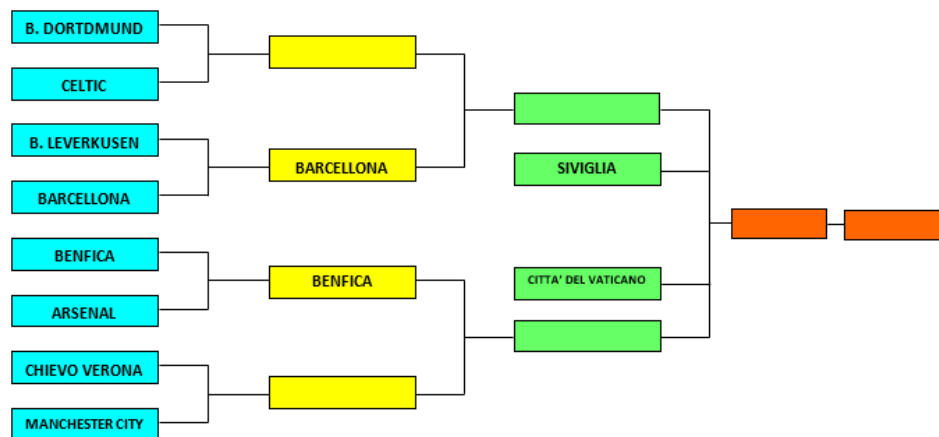 B. DORTDMUND
CELTIC
B. LEVERKUSEN
BARCELLONA
BENFICA
ARSENAL
CHIEVO VERONA
MANCHESTER CITY
BARCELLONA
BENFICA
SIVIGLIA
CITTA' DEL VATICANO